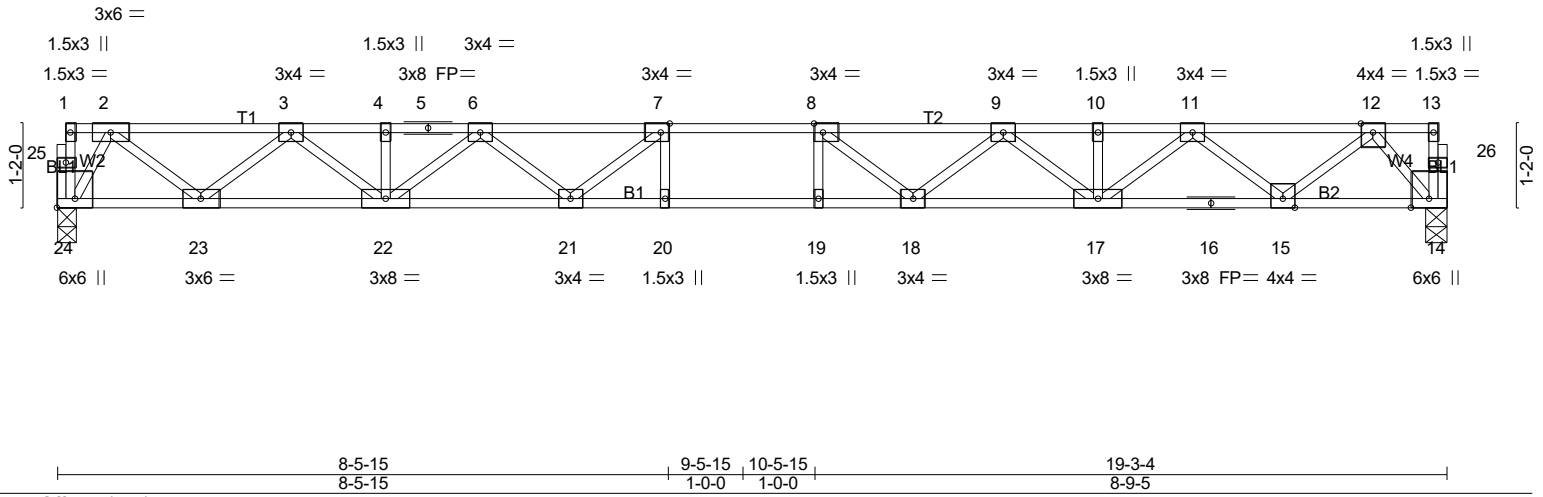 3x6 =
1.5x3 || 1.5x3 || 3x4 = 1.5x3 ||
1.5x3 = 3x4 = 3x8 FP= 3x4 = 3x4 = 3x4 = 1.5x3 || 3x4 = 4x4 = 1.5x3 =
1 2 3 4 5 6 7 8 9 10 11 12 13
T1 T2
1-2-0 25 W2 W4 26 1-2-0
BL1 BL1
B1 B2
24 23 22 21 20 19 18 17 16 15 14
6x6 || 3x6 = 3x8 = 3x4 = 1.5x3 || 1.5x3 || 3x4 = 3x8 = 3x8 FP= 4x4 = 6x6 ||
8-5-15 9-5-15 10-5-15 19-3-4
8-5-15 1-0-0 1-0-0 8-9-5